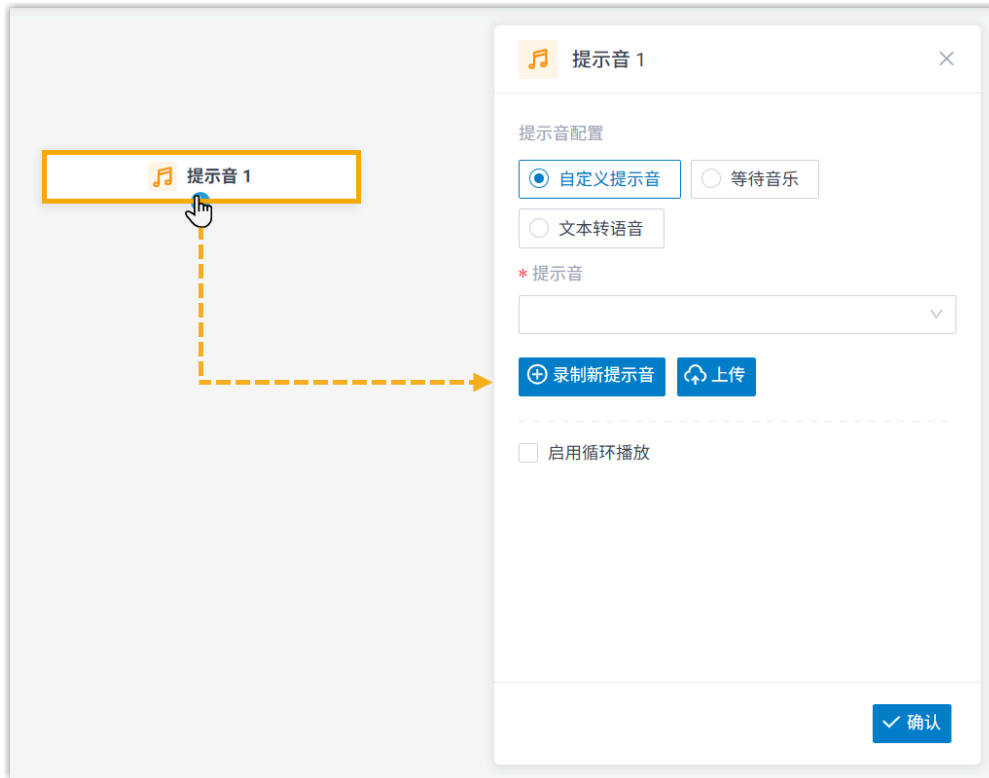 提示音 1
提示音 1
提示音配置
自定义提示音
等待音乐
文本转语音
* 提示音
录制新提示音
上传
启用循环播放
确认